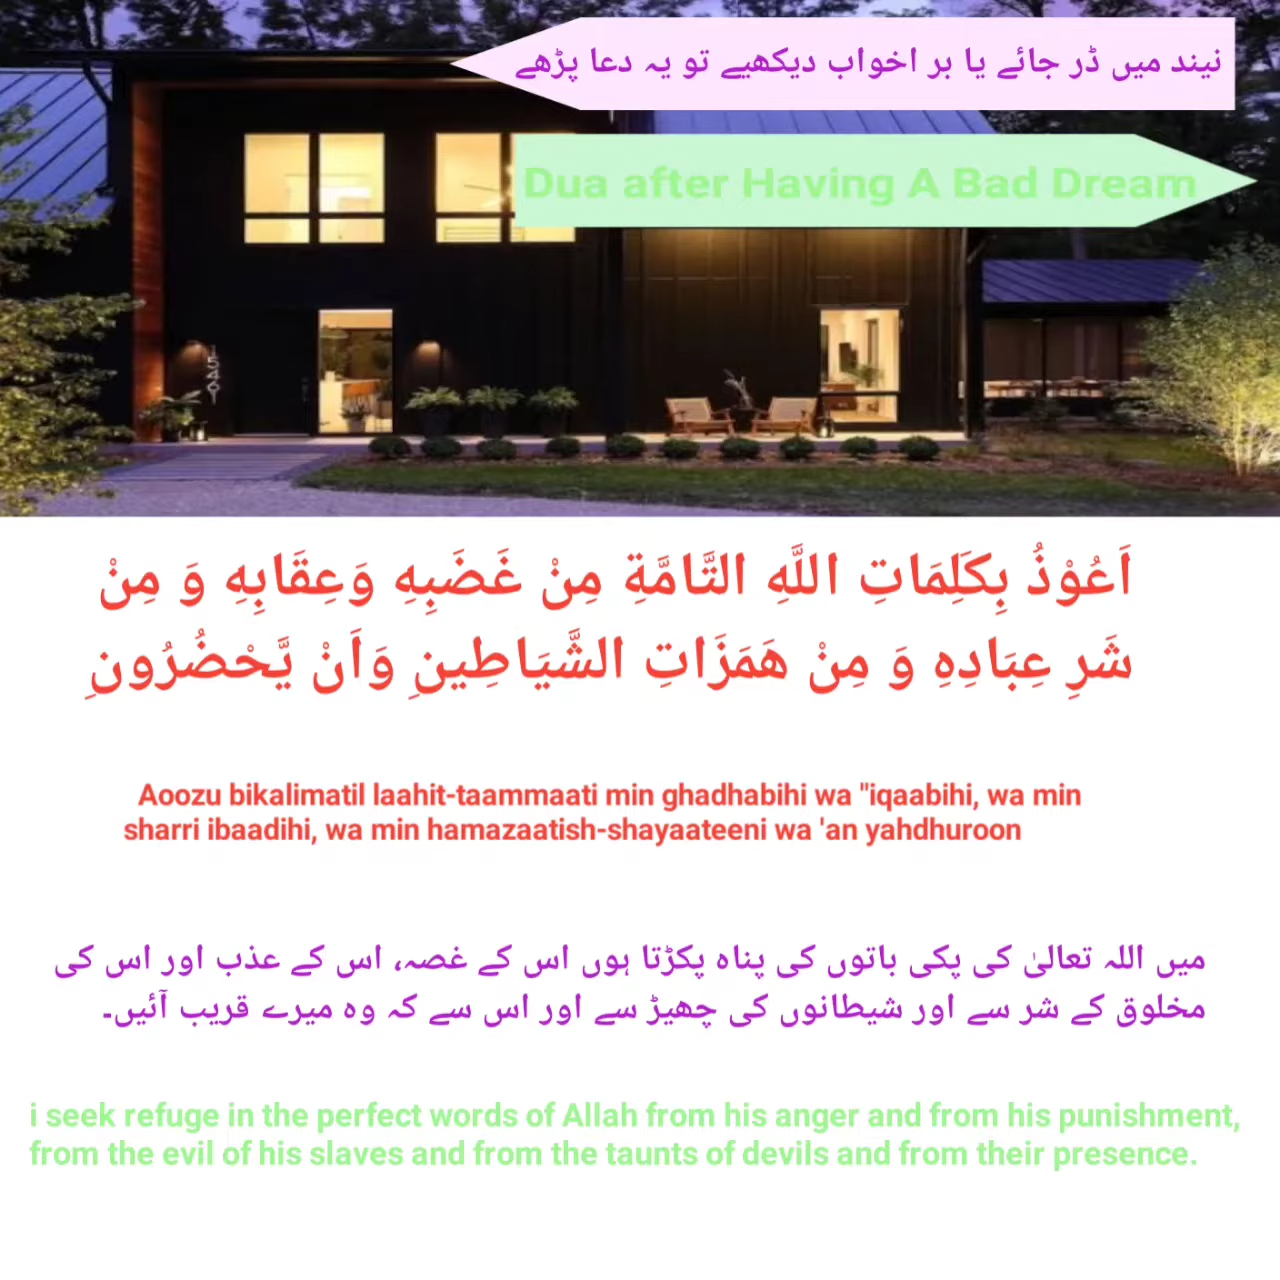 نیند میں ڈر جائے یا بر اخواب دیکھیے تو یہ دعا پڑھے
Dua after Having A Bad Dream
اَعُوْذُ بِكَلِمَاتِ اللَّهِ التَّامَّةِ مِنْ غَضَبِهِ وَعِقَابِهِ وَ مِنْ
شَرِ عِبَادِهِ وَ مِنْ هَمَزَاتِ الشَّيَاطِينِ وَاَنْ يَّحْضُرُونِ
Aoozu bikalimatil laahit-taammaati min ghadhabihi wa "iqaabihi, wa min
sharri ibaadihi, wa min hamazaatish-shayaateeni wa 'an yahdhuroon
میں اللہ تعالیٰ کی پکی باتوں کی پناہ پکڑتا ہوں اس کے غصہ، اس کے عذب اور اس کی
مخلوق کے شر سے اور شیطانوں کی چھیڑ سے اور اس سے کہ وہ میرے قریب آئیں۔
i seek refuge in the perfect words of Allah from his anger and from his punishment,
from the evil of his slaves and from the taunts of devils and from their presence.